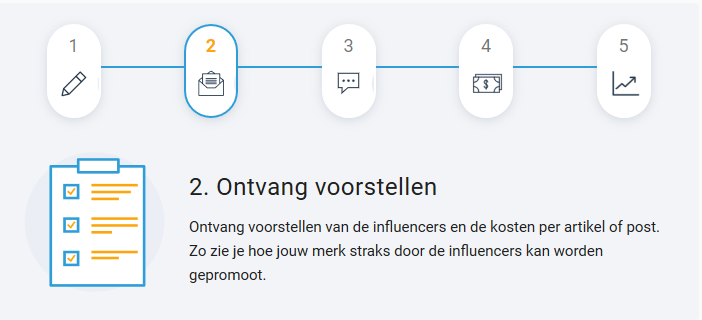 1
2
3
4
5
$
2. Ontvang voorstellen
Ontvang voorstellen van de influencers en de kosten per artikel of post.
Zo zie je hoe jouw merk straks door de influencers kan worden
gepromoot.